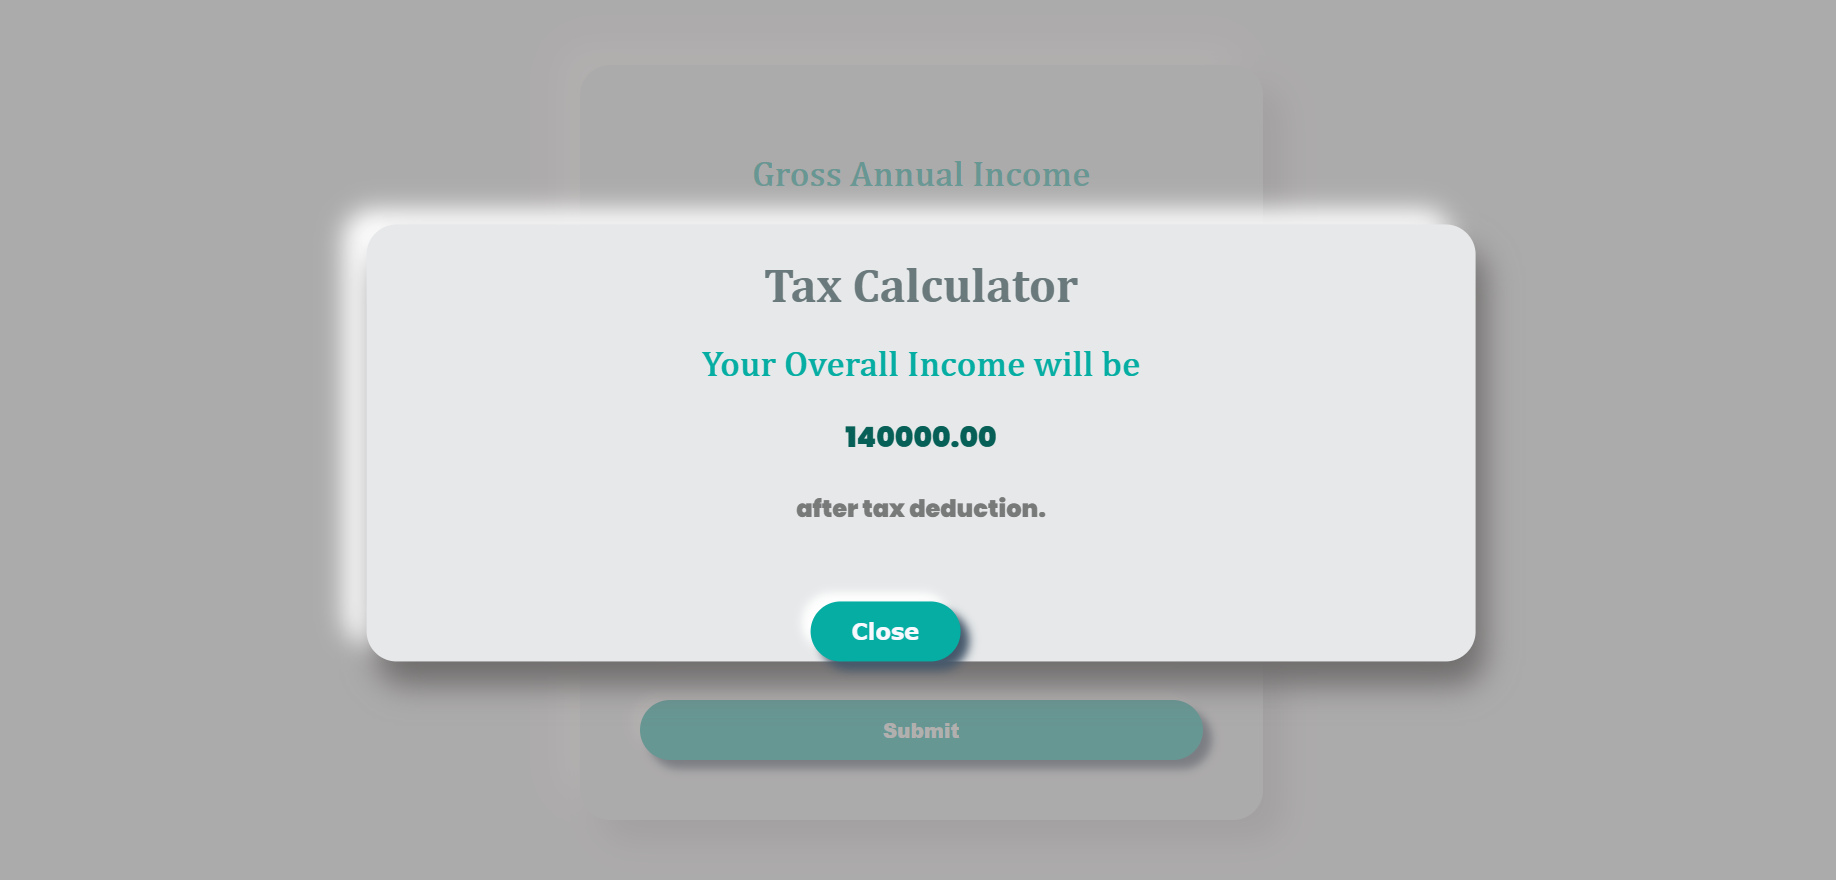 Gross Annual Income
Tax Calculator
Your Overall Income will be
140000.00
after tax deduction.
Close
Submit